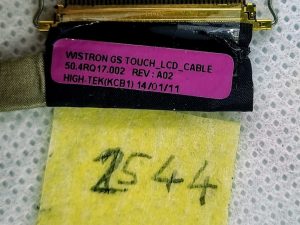 WISTRON GS TOUCH_LCD_CABLE
50.4RQ17.002 REV : A02
HIGH-TEK(KCB1) 14/01/11
2544